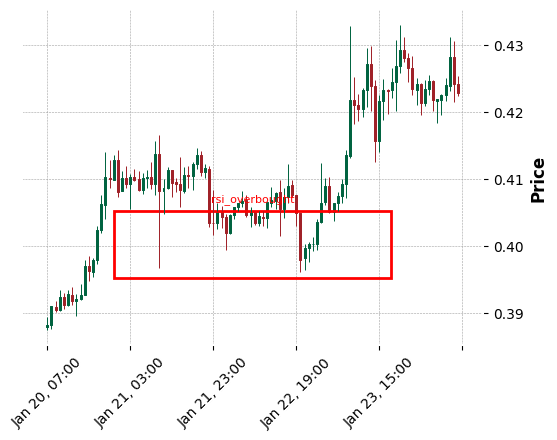 0.43
0.42
0.41
rsi_overbought
0.40
0.39
Price
Jan 20, 07:00
Jan 21, 03:00
Jan 21, 23:00
Jan 22, 19:00
Jan 23, 15:00